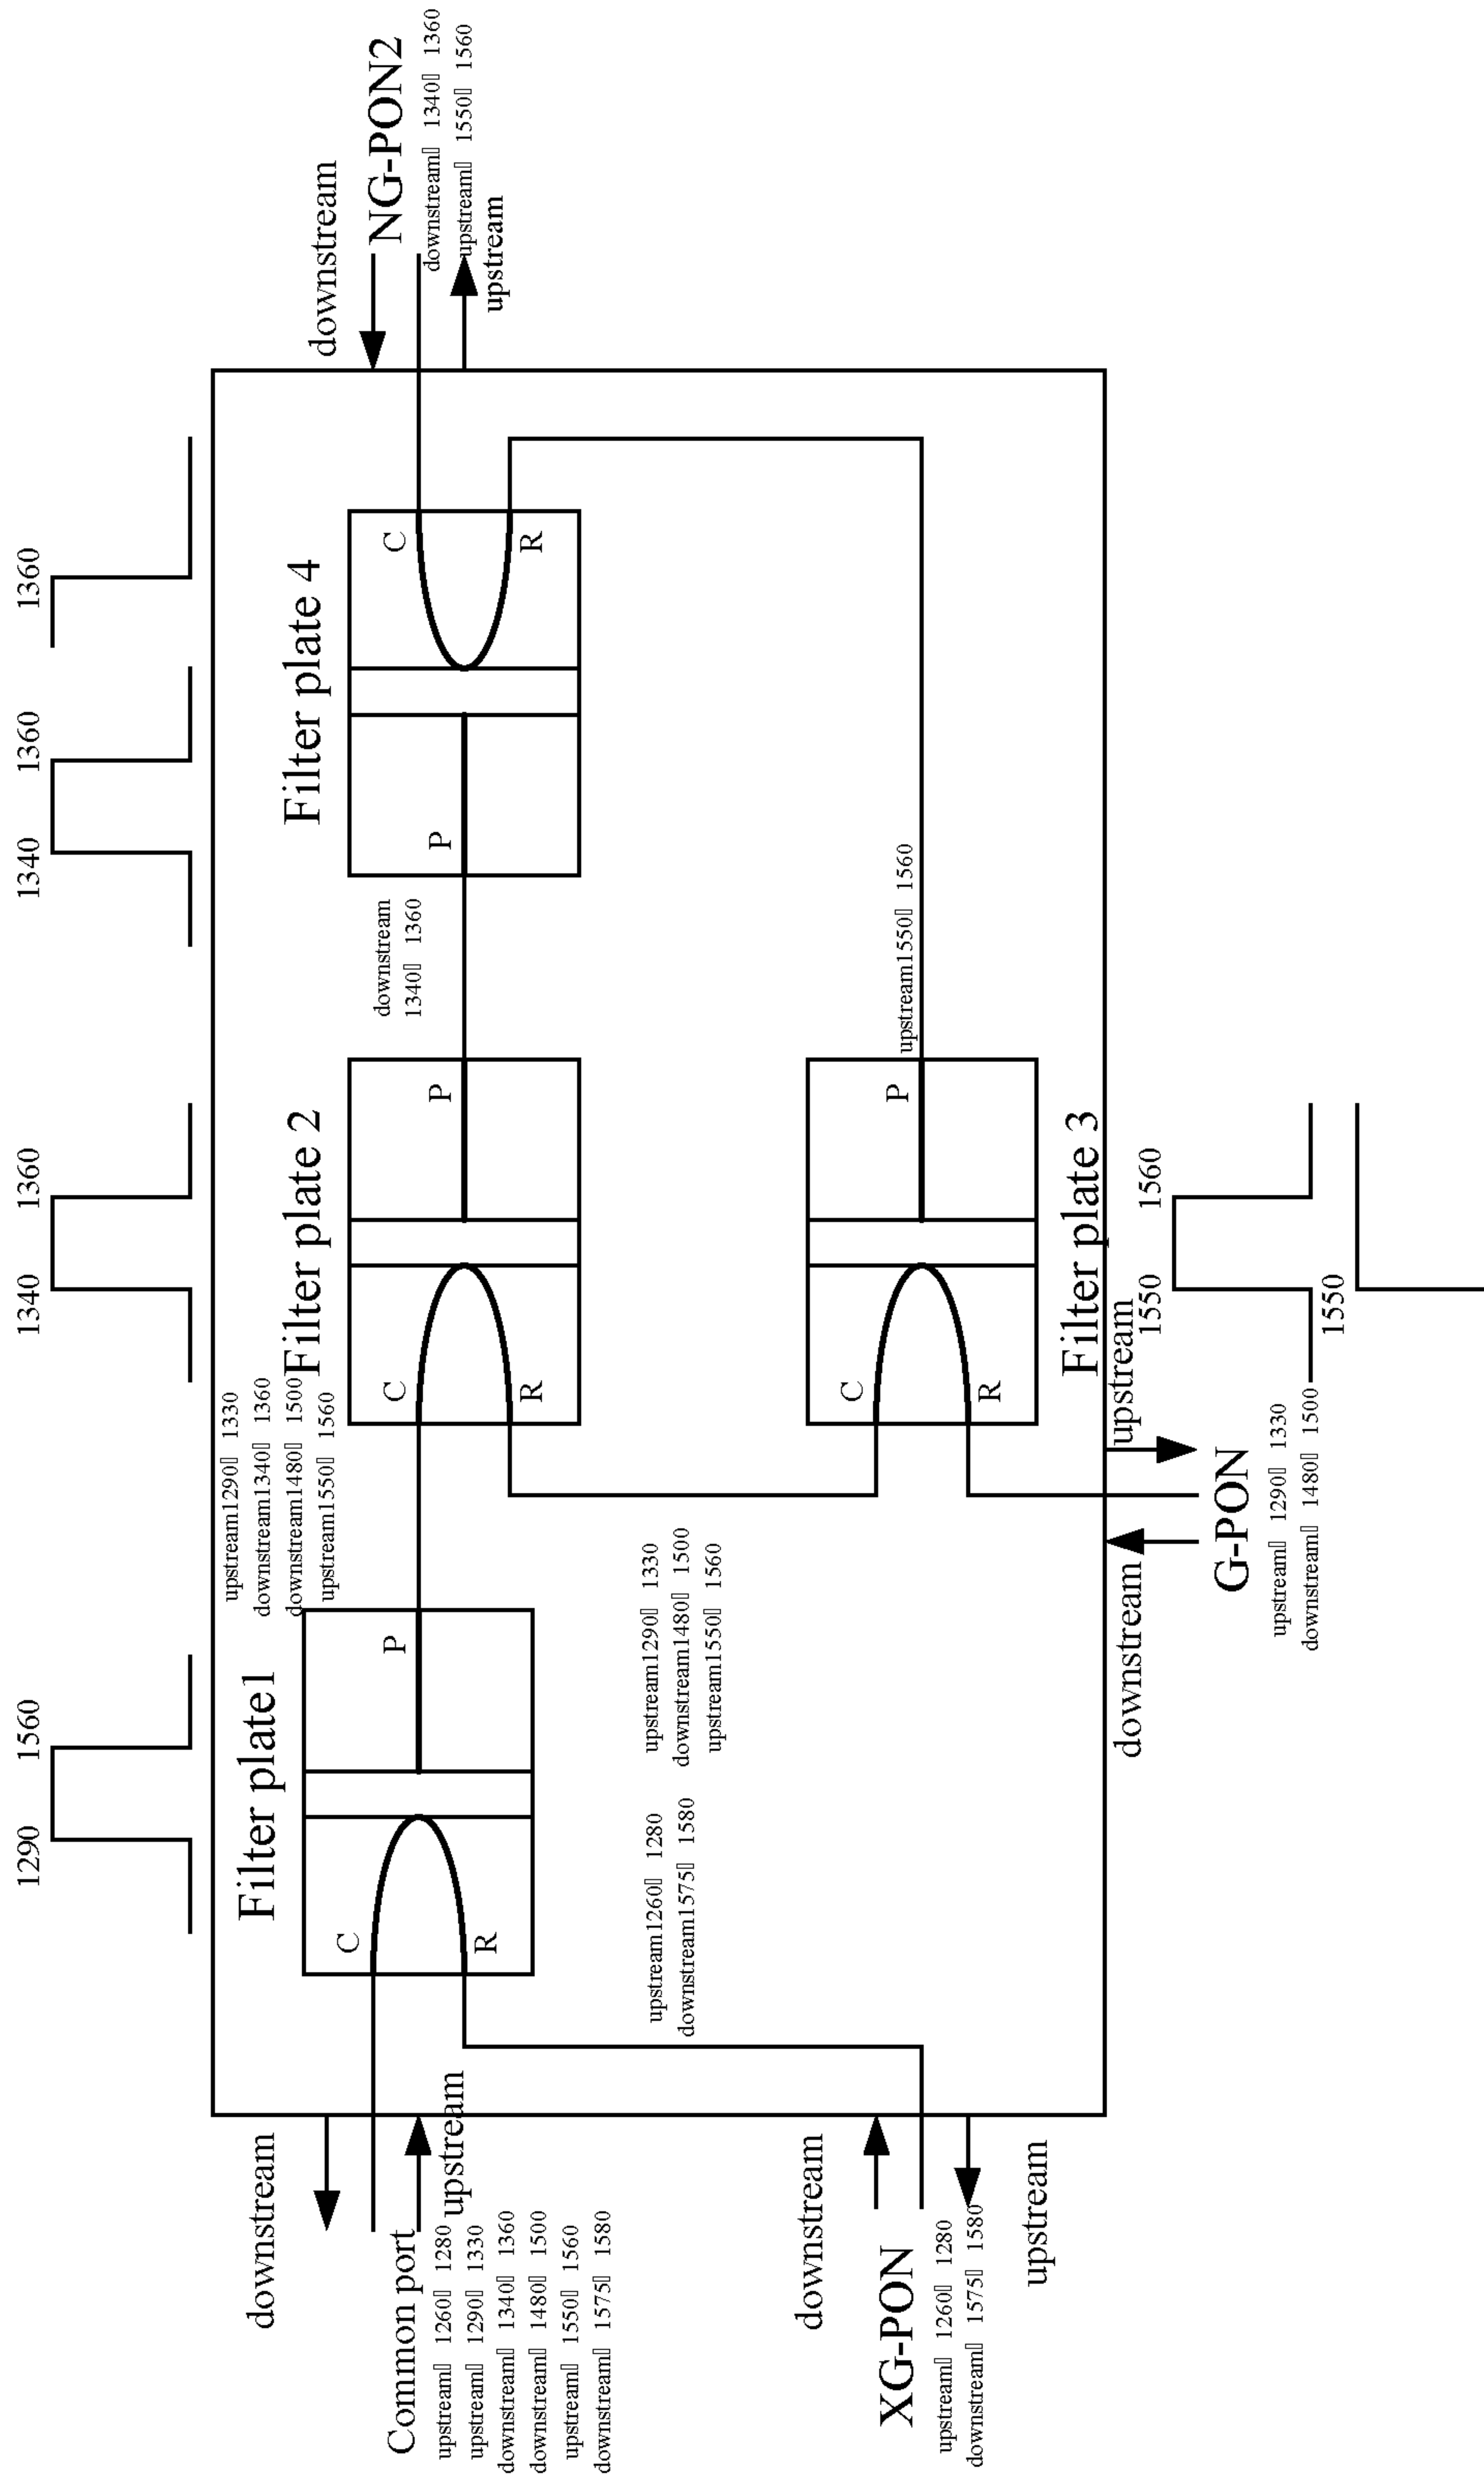 1290 1560
1340 1360
1340 1360
1360
downstream
Common port
upstream▯ 1260▯ 1280
upstream▯ 1290▯ 1330
downstream▯ 1340▯ 1360
downstream▯ 1480▯ 1500
upstream▯ 1550▯ 1560
downstream▯ 1575▯ 1580
upstream
Filter plate1
C
R
P
upstream1290▯ 1330
downstream1340▯ 1360
downstream1480▯ 1500
upstream1550▯ 1560
Filter plate 2
C
R
P
downstream
1340▯ 1360
Filter plate 4
P
C
R
downstream
NG-PON2
downstream▯ 1340▯ 1360
upstream▯ 1550▯ 1560
upstream
upstream1260▯ 1280
downstream1575▯ 1580
upstream1290▯ 1330
downstream1480▯ 1500
upstream1550▯ 1560
downstream
XG-PON
upstream▯ 1260▯ 1280
downstream▯ 1575▯ 1580
upstream
C
R
P
upstream1550▯ 1560
Filter plate 3
downstream
upstream
G-PON
upstream▯ 1290▯ 1330
downstream▯ 1480▯ 1500
1550 1560
1550